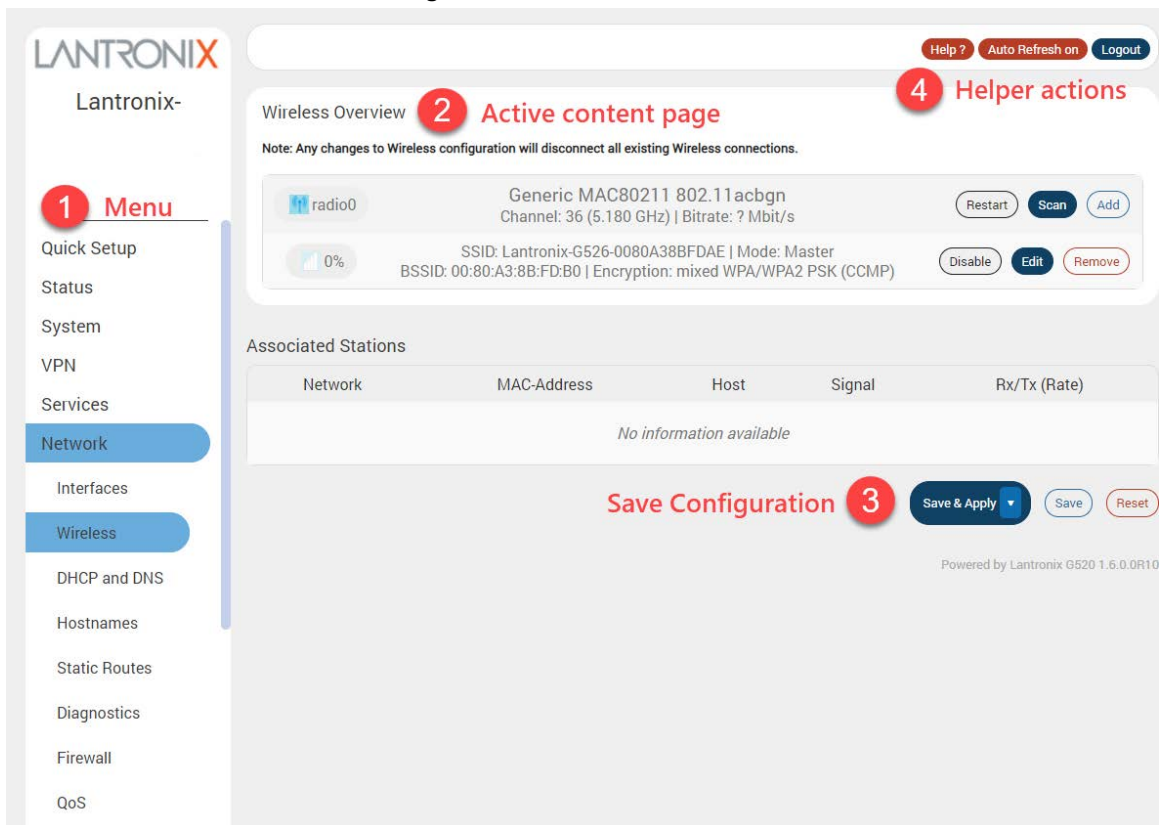 LANTRONIX
Lantronix-
1 Menu
Quick Setup
Status
System
VPN
Services
Network
Interfaces
Wireless
DHCP and DNS
Hostnames
Static Routes
Diagnostics
Firewall
QoS
Help ? Auto Refresh on Logout
4 Helper actions
Wireless Overview 2 Active content page
Note: Any changes to Wireless configuration will disconnect all existing Wireless connections.
radio0 Generic MAC80211 802.11acbgn Restart Scan Add
Channel: 36 (5.180 GHz) | Bitrate: ? Mbit/s
0% SSID: Lantronix-G526-0080A38BFDAE | Mode: Master Disable Edit Remove
BSSID: 00:80:A3:8B:FD:B0 | Encryption: mixed WPA/WPA2 PSK (CCMP)
Associated Stations
Network MAC-Address Host Signal Rx/Tx (Rate)
No information available
Save Configuration 3 Save & Apply Save Reset
Powered by Lantronix G520 1.6.0.0R10